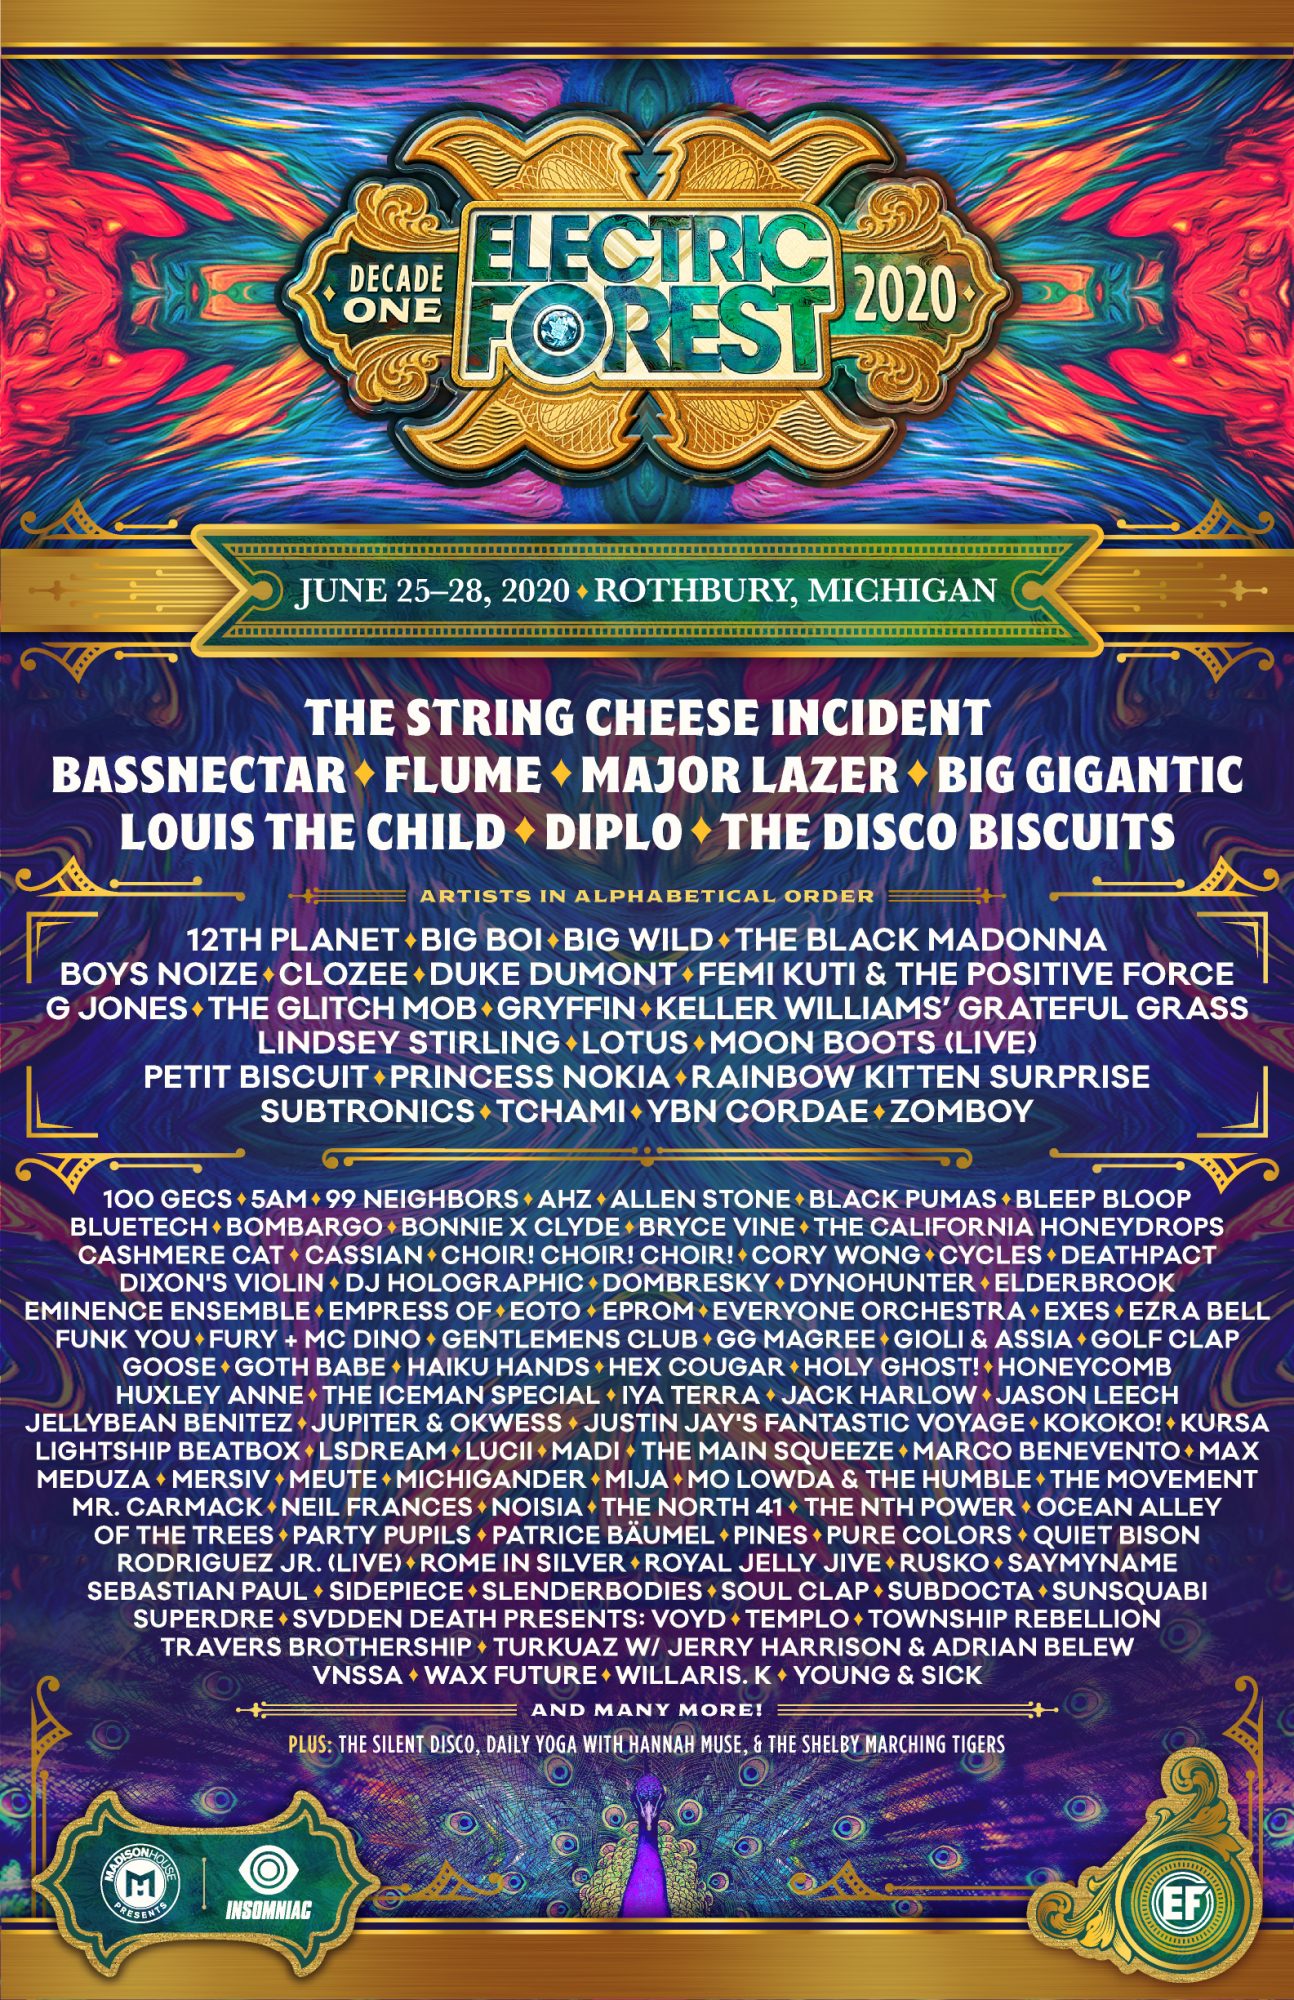 DECADE ONE
ELECTRIC FOREST
2020
JUNE 25–28, 2020 ♦ ROTHBURY, MICHIGAN
THE STRING CHEESE INCIDENT
BASSNECTAR ♦ FLUME ♦ MAJOR LAZER ♦ BIG GIGANTIC
LOUIS THE CHILD ♦ DIPLO ♦ THE DISCO BISCUITS
ARTISTS IN ALPHABETICAL ORDER
12TH PLANET ♦ BIG BOI ♦ BIG WILD ♦ THE BLACK MADONNA
BOYS NOIZE ♦ CLOZEE ♦ DUKE DUMONT ♦ FEMI KUTI & THE POSITIVE FORCE
G JONES ♦ THE GLITCH MOB ♦ GRYFFIN ♦ KELLER WILLIAMS’ GRATEFUL GRASS
LINDSEY STIRLING ♦ LOTUS ♦ MOON BOOTS (LIVE)
PETIT BISCUIT ♦ PRINCESS NOKIA ♦ RAINBOW KITTEN SURPRISE
SUBTRONICS ♦ TCHAMI ♦ YBN CORDAE ♦ ZOMBOY
100 GECS ♦ 5AM ♦ 99 NEIGHBORS ♦ AHZ ♦ ALLEN STONE ♦ BLACK PUMAS ♦ BLEEP BLOOP
BLUETECH ♦ BOMBARGO ♦ BONNIE X CLYDE ♦ BRYCE VINE ♦ THE CALIFORNIA HONEYDROPS
CASHMERE CAT ♦ CASSIAN ♦ CHOIR! CHOIR! CHOIR! ♦ CORY WONG ♦ CYCLES ♦ DEATHPACT
DIXON'S VIOLIN ♦ DJ HOLOGRAPHIC ♦ DOMBRESKY ♦ DYNOHUNTER ♦ ELDERBROOK
EMINENCE ENSEMBLE ♦ EMPRESS OF ♦ EOTO ♦ EPROM ♦ EVERYONE ORCHESTRA ♦ EXES ♦ EZRA BELL
FUNK YOU ♦ FURY + MC DINO ♦ GENTLEMENS CLUB ♦ GG MAGREE ♦ GIOLI & ASSIA ♦ GOLF CLAP
GOOSE ♦ GOTH BABE ♦ HAIKU HANDS ♦ HEX COUGAR ♦ HOLY GHOST! ♦ HONEYCOMB
HUXLEY ANNE ♦ THE ICEMAN SPECIAL ♦ IYA TERRA ♦ JACK HARLOW ♦ JASON LEECH
JELLYBEAN BENITEZ ♦ JUPITER & OKWESS ♦ JUSTIN JAY'S FANTASTIC VOYAGE ♦ KOKOKO! ♦ KURSA
LIGHTSHIP BEATBOX ♦ LSDREAM ♦ LUCII ♦ MADI ♦ THE MAIN SQUEEZE ♦ MARCO BENEVENTO ♦ MAX
MEDUZA ♦ MERSIV ♦ MEUTE ♦ MICHIGANDER ♦ MIJA ♦ MO LOWDA & THE HUMBLE ♦ THE MOVEMENT
MR. CARMACK ♦ NEIL FRANCES ♦ NOISIA ♦ THE NORTH 41 ♦ THE NTH POWER ♦ OCEAN ALLEY
OF THE TREES ♦ PARTY PUPILS ♦ PATRICE BÄUMEL ♦ PINES ♦ PURE COLORS ♦ QUIET BISON
RODRIGUEZ JR. (LIVE) ♦ ROME IN SILVER ♦ ROYAL JELLY JIVE ♦ RUSKO ♦ SAYMYNAME
SEBASTIAN PAUL ♦ SIDEPIECE ♦ SLENDERBODIES ♦ SOUL CLAP ♦ SUBDOCTA ♦ SUNSQUABI
SUPERDRE ♦ SVDDEN DEATH PRESENTS: VOYD ♦ TEMPLO ♦ TOWNSHIP REBELLION
TRAVERS BROTHERSHIP ♦ TURKUAZ W/ JERRY HARRISON & ADRIAN BELEW
VNSSA ♦ WAX FUTURE ♦ WILLARIS. K ♦ YOUNG & SICK
AND MANY MORE!
PLUS: THE SILENT DISCO, DAILY YOGA WITH HANNAH MUSE, & THE SHELBY MARCHING TIGERS
MADISON HOUSE PRESENTS
M
INSOMNIAC
EF